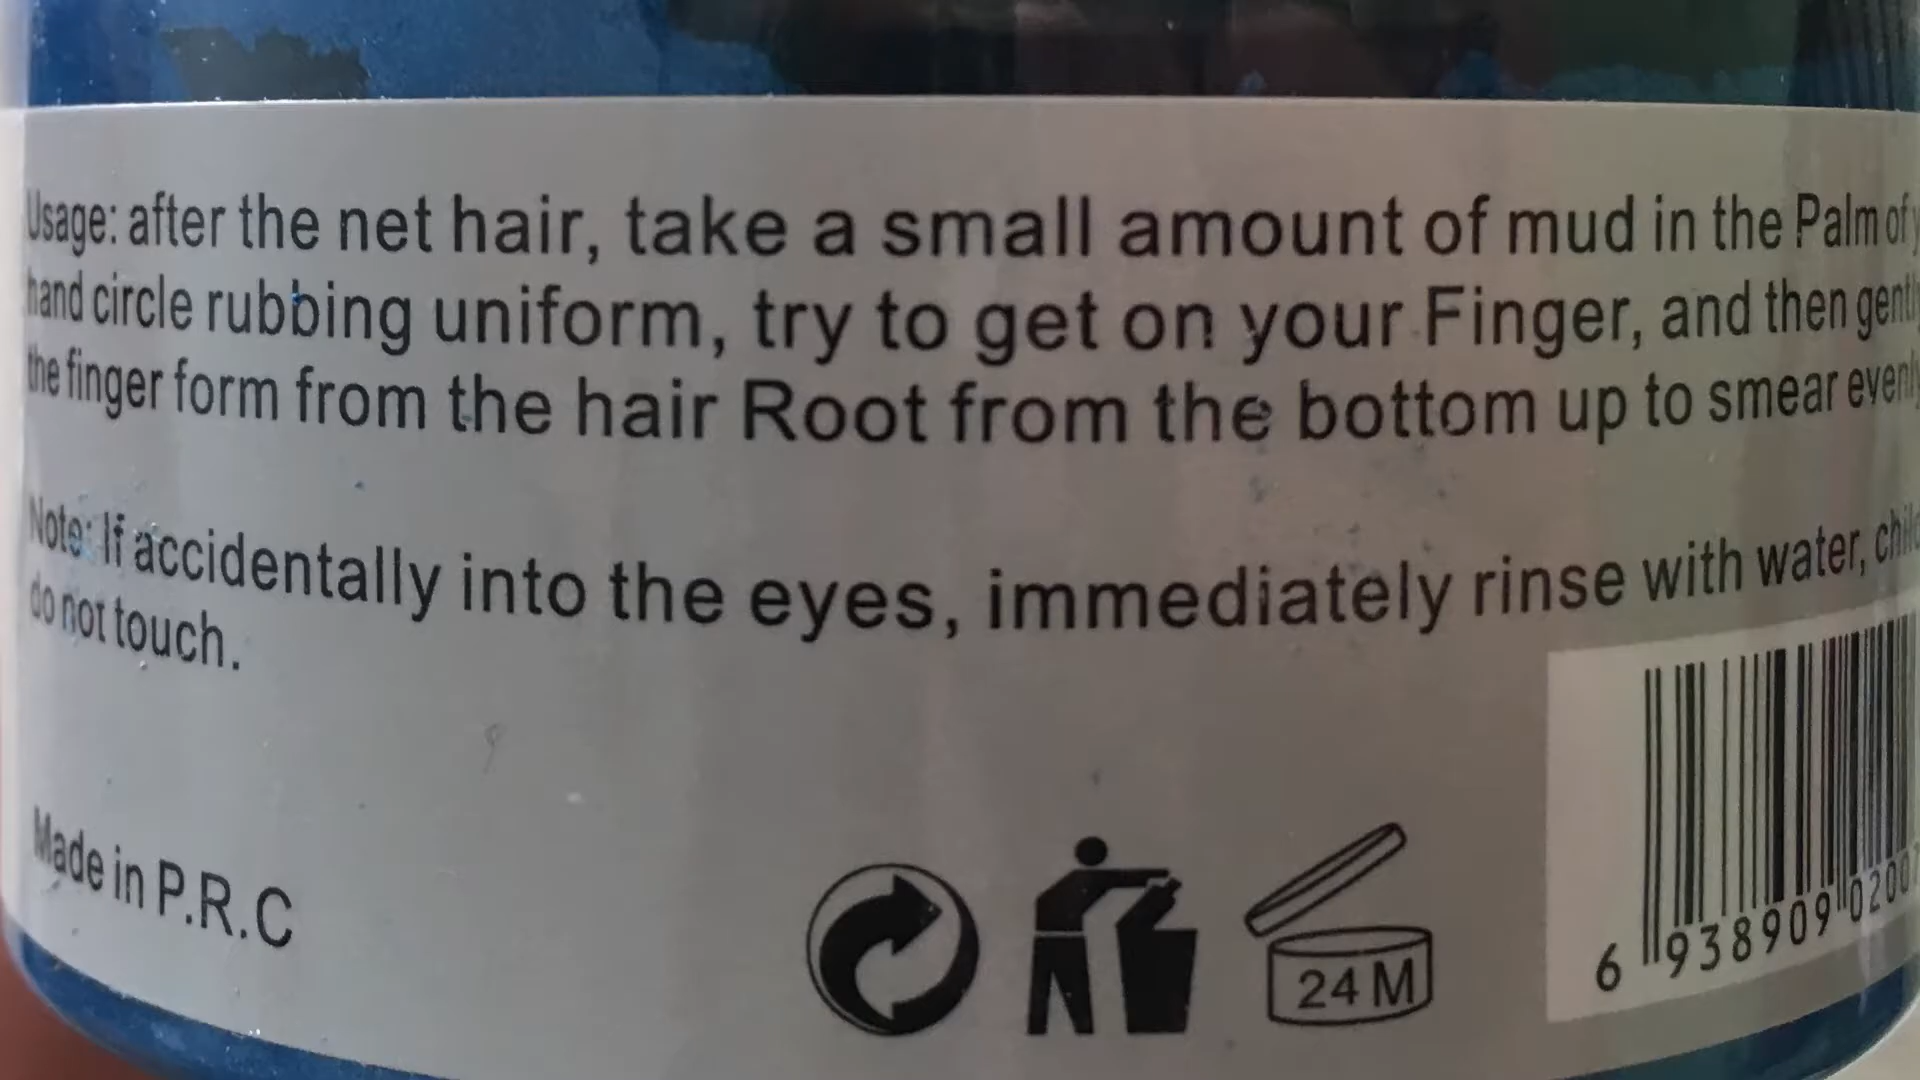 Usage: after the net hair, take a small amount of mud in the Palm of
hand circle rubbing uniform, try to get on your Finger, and then
the finger form from the hair Root from the bottom up to smear
Note: If accidentally into the eyes, immediately rinse with water,
do not touch.
Made in P.R.C
24 M
6 938909 0200